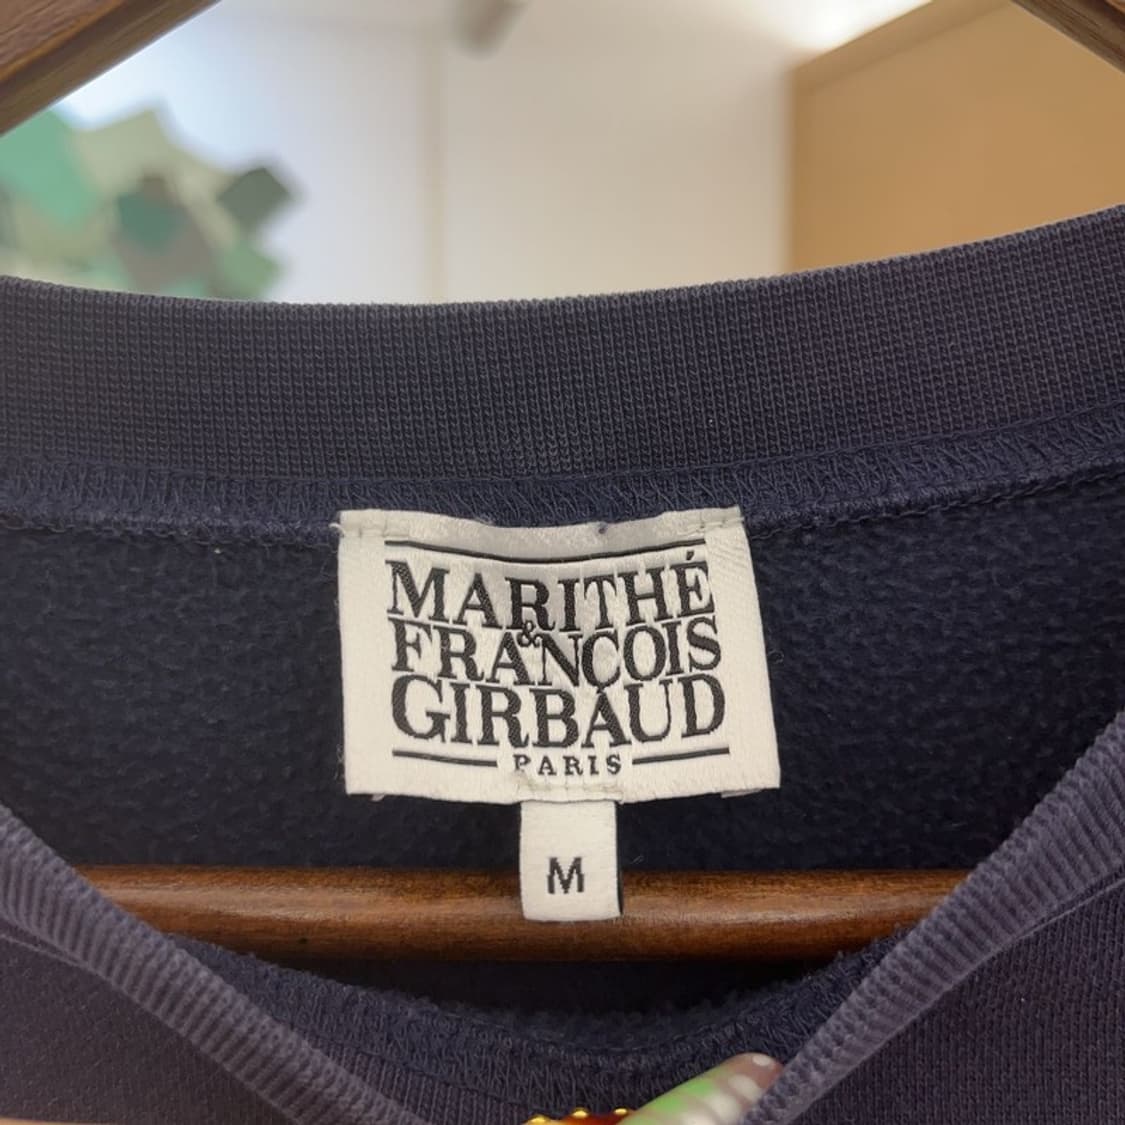 MARITHÉ
&
FRANÇOIS
GIRBAUD
PARIS
M